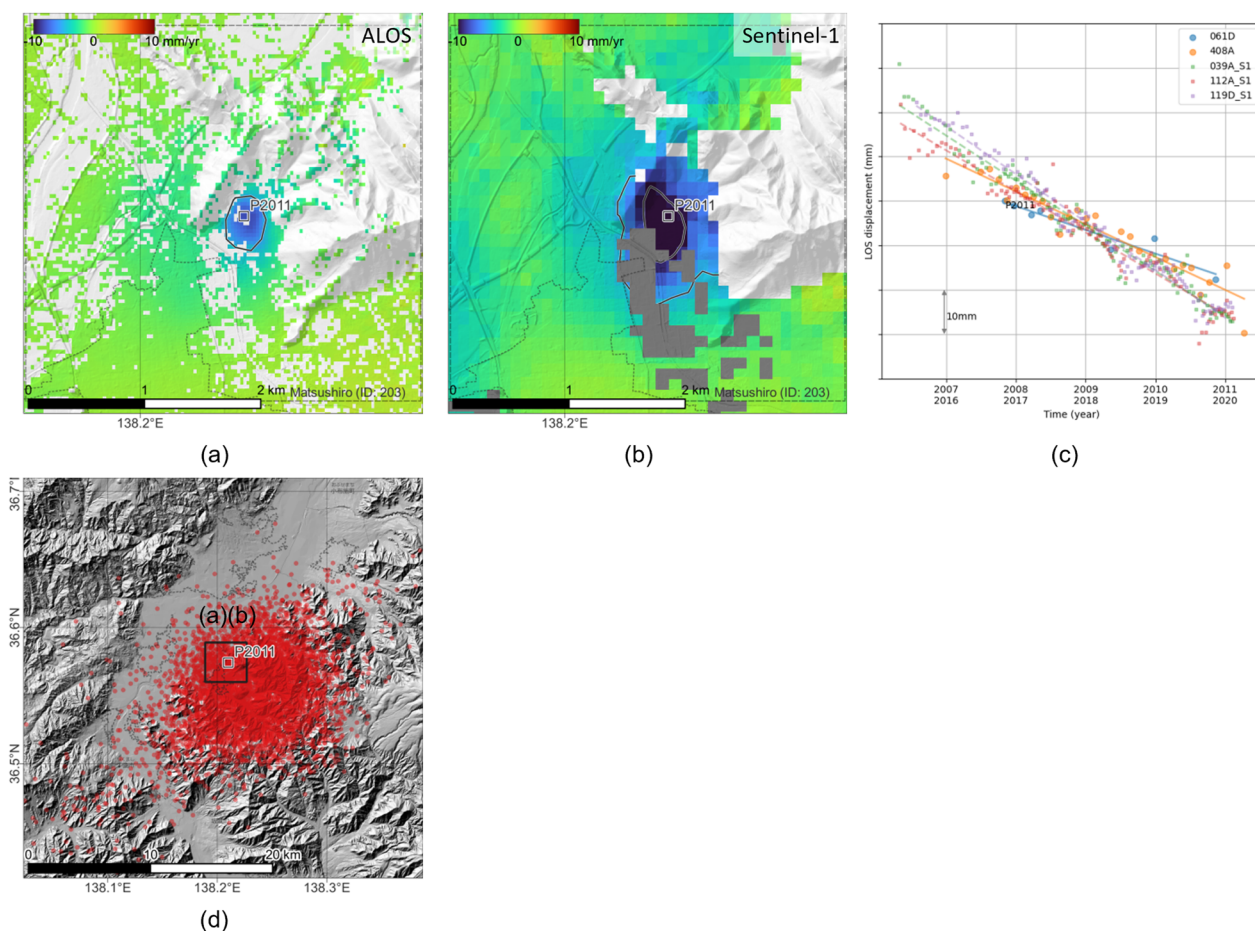 -10 0 10 mm/yr ALOS
P2011
0 1 2 km
Matsushiro (ID: 203)
138.2°E
(a)
-10 0 10 mm/yr Sentinel-1
P2011
0 1 2 km
Matsushiro (ID: 203)
138.2°E
(b)
061D
408A
039A_S1
112A_S1
119D_S1
LOS displacement (mm)
P2011
10mm
2007 2008 2009 2010 2011
2016 2017 2018 2019 2020
Time (year)
(c)
36.7°I
36.6°N
36.5°N
(a)(b)
P2011
0 10 20 km
138.1°E 138.2°E 138.3°E
(d)